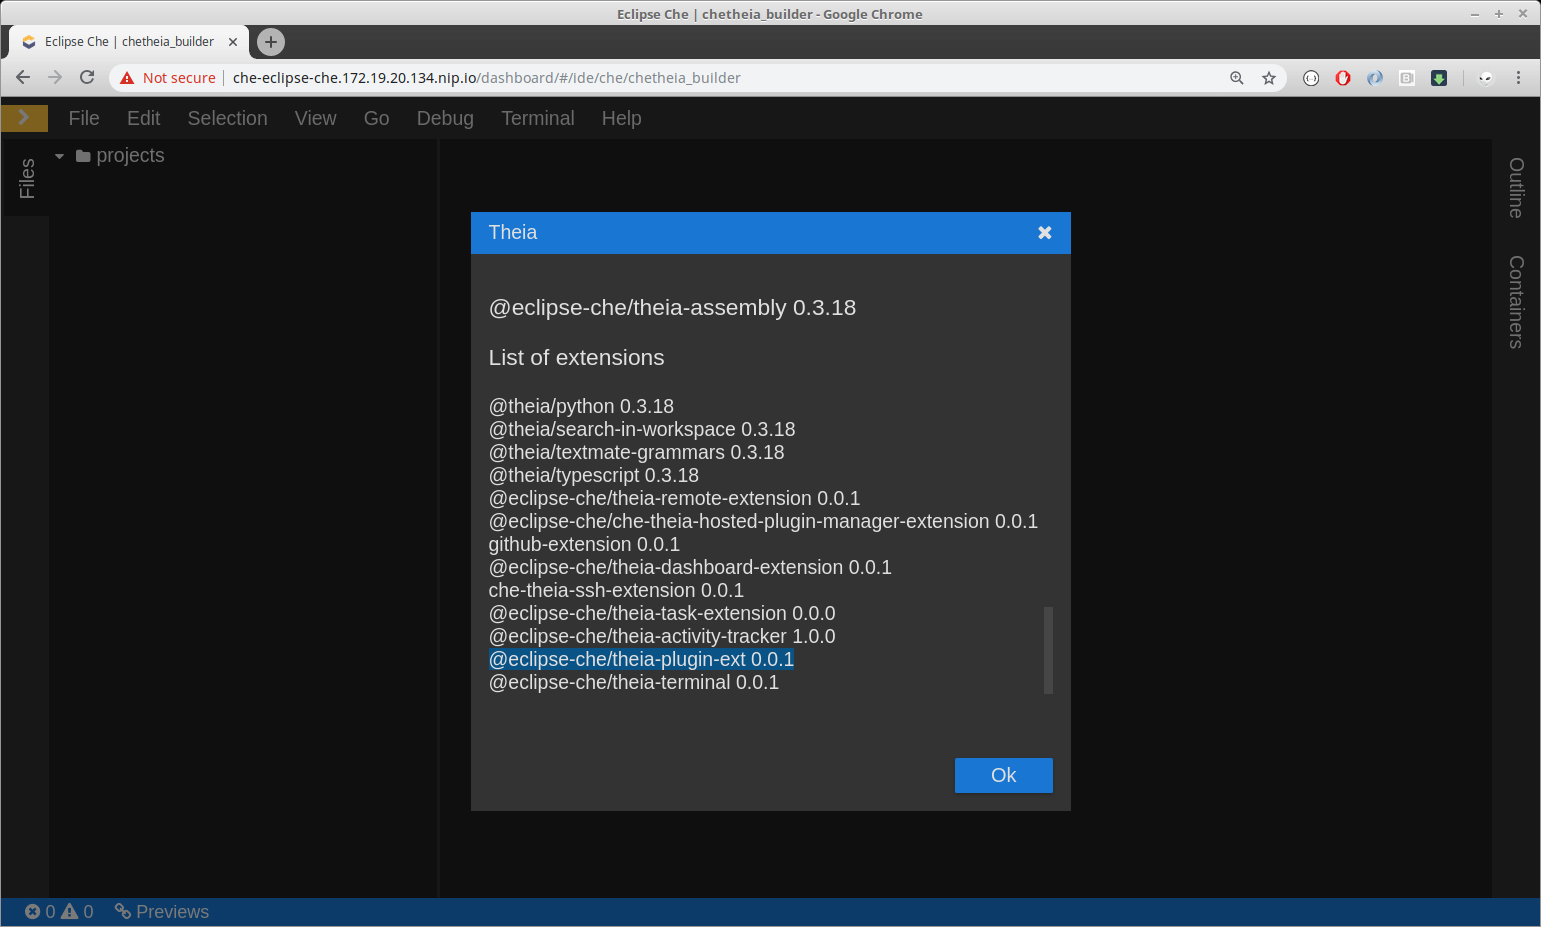 Eclipse Che | chetheia_builder - Google Chrome
Eclipse Che | chetheia_builder
Not secure che-eclipse-che.172.19.20.134.nip.io/dashboard/#/ide/che/chetheia_builder
File Edit Selection View Go Debug Terminal Help
Files
projects
Outline
Containers
Theia
@eclipse-che/theia-assembly 0.3.18
List of extensions
@theia/python 0.3.18
@theia/search-in-workspace 0.3.18
@theia/textmate-grammars 0.3.18
@theia/typescript 0.3.18
@eclipse-che/theia-remote-extension 0.0.1
@eclipse-che/che-theia-hosted-plugin-manager-extension 0.0.1
github-extension 0.0.1
@eclipse-che/theia-dashboard-extension 0.0.1
che-theia-ssh-extension 0.0.1
@eclipse-che/theia-task-extension 0.0.0
@eclipse-che/theia-activity-tracker 1.0.0
@eclipse-che/theia-plugin-ext 0.0.1
@eclipse-che/theia-terminal 0.0.1
Ok
0 0 Previews